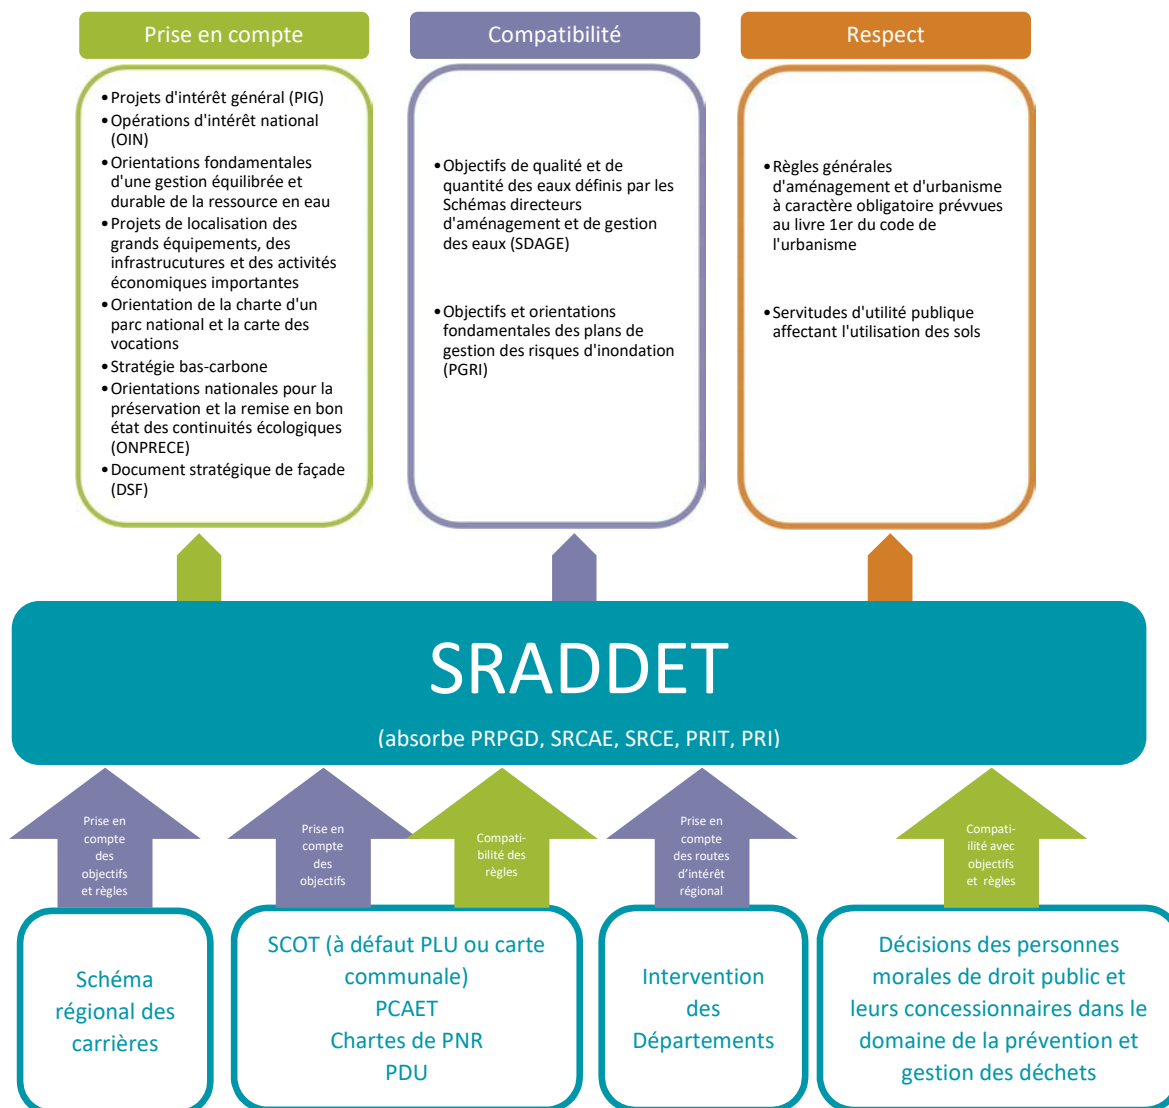 Prise en compte
• Projets d'intérêt général (PIG)
• Opérations d'intérêt national
(OIN)
• Orientations fondamentales
d'une gestion équilibrée et
durable de la ressource en eau
• Projets de localisation des
grands équipements, des
infrastrucutures et des activités
économiques importantes
• Orientation de la charte d'un
parc national et la carte des
vocations
• Stratégie bas-carbone
• Orientations nationales pour la
préservation et la remise en bon
état des continuités écologiques
(ONPRECE)
• Document stratégique de façade
(DSF)
Compatibilité
• Objectifs de qualité et de
quantité des eaux définis par les
Schémas directeurs
d'aménagement et de gestion
des eaux (SDAGE)
• Objectifs et orientations
fondamentales des plans de
gestion des risques d'inondation
(PGRI)
Respect
• Règles générales
d'aménagement et d'urbanisme
à caractère obligatoire prévvues
au livre 1er du code de
l'urbanisme
• Servitudes d'utilité publique
affectant l'utilisation des sols
SRADDET
(absorbe PRPGD, SRCAE, SRCE, PRIT, PRI)
Prise en
compte
des
objectifs
et règles
Prise en
compte
des
objectifs
Compati-
bilité des
règles
Prise en
compte
des routes
d'intérêt
régional
Compati-
ilité avec
objectifs
et règles
Schéma
régional des
carrières
SCOT (à défaut PLU ou carte
communale)
PCAET
Chartes de PNR
PDU
Intervention
des
Départements
Décisions des personnes
morales de droit public et
leurs concessionnaires dans le
domaine de la prévention et
gestion des déchets